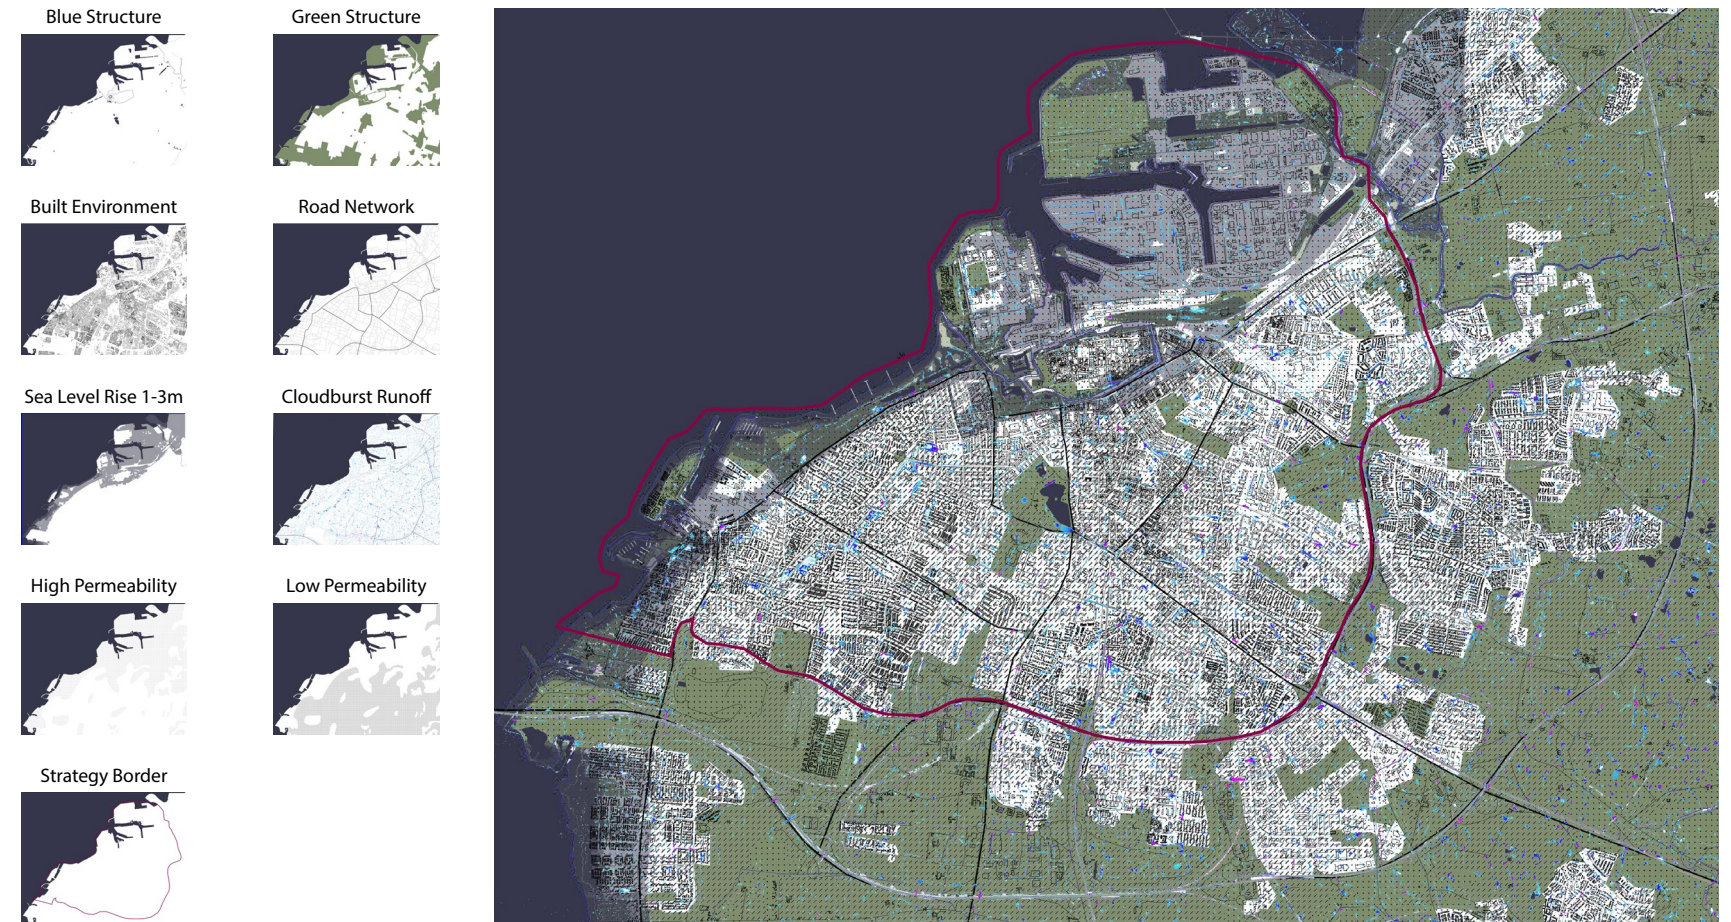 Blue Structure
Green Structure
Built Environment
Road Network
Sea Level Rise 1-3m
Cloudburst Runoff
High Permeability
Low Permeability
Strategy Border